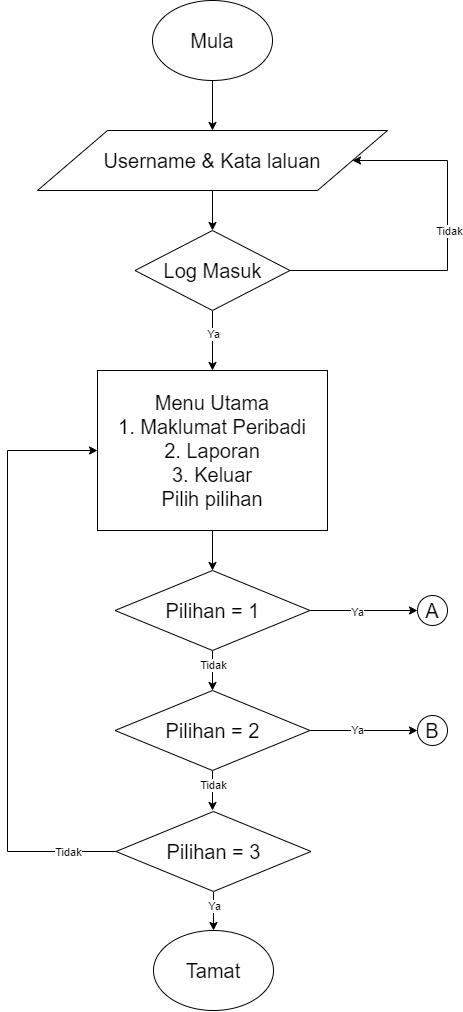 Mula
Username & Kata laluan
Tidak
Log Masuk
Ya
Menu Utama
1. Maklumat Peribadi
2. Laporan
3. Keluar
Pilih pilihan
Pilihan = 1
Ya
A
Tidak
Pilihan = 2
Ya
B
Tidak
Pilihan = 3
Tidak
Ya
Tamat